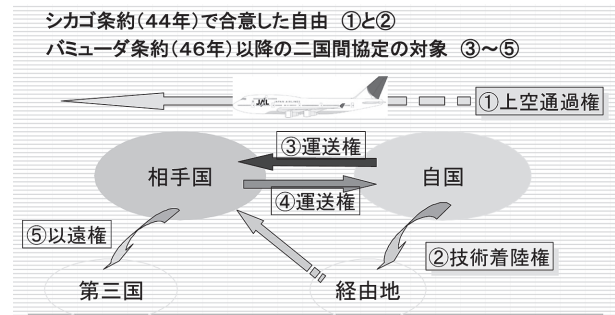 シカゴ条約(44年)で合意した自由 ①と②
バミューダ条約(46年)以降の二国間協定の対象 ③~⑤
JAL
①上空通過権
③運送権
相手国
自国
④運送権
⑤以遠権
②技術着陸権
第三国
経由地